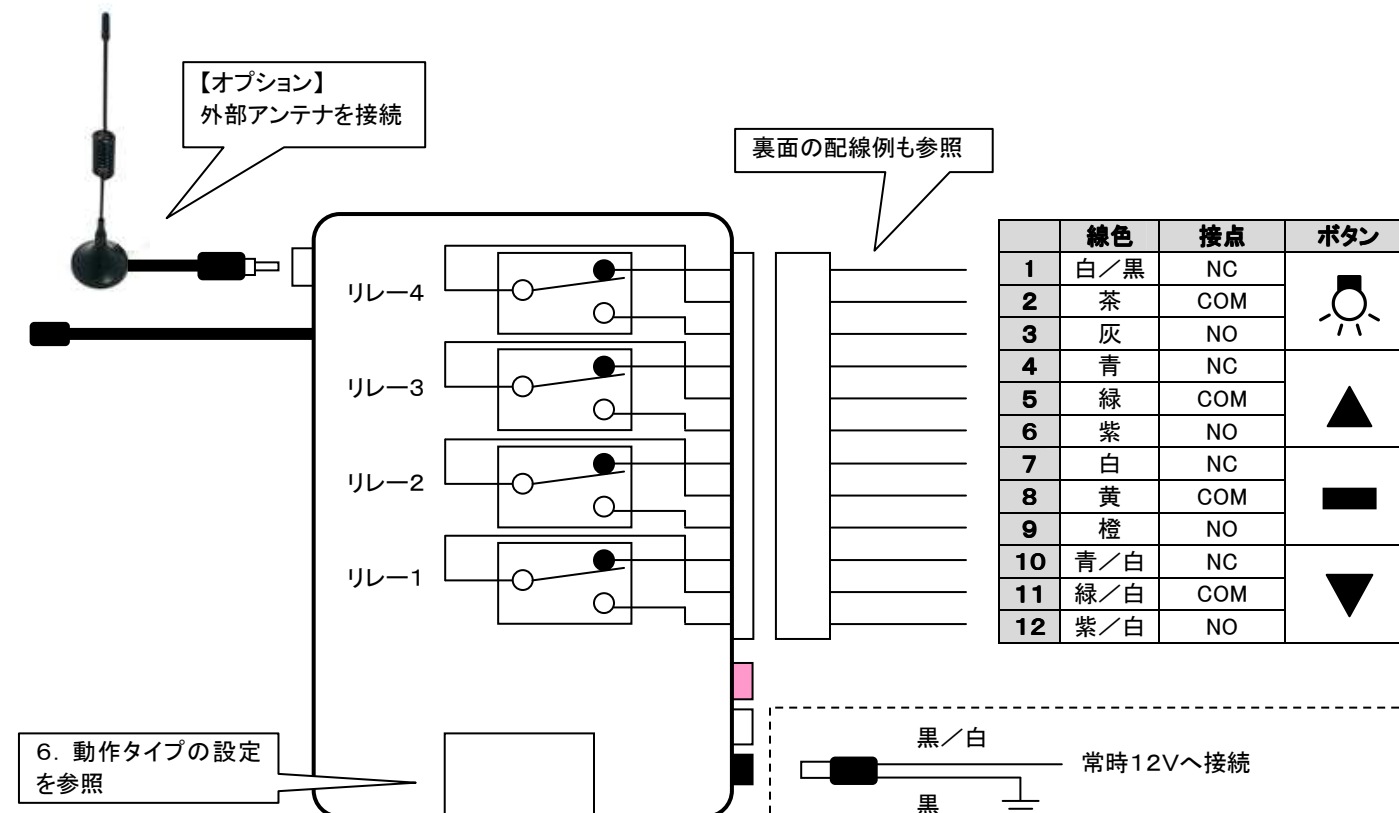 【オプション】
外部アンテナを接続
裏面の配線例も参照
線色 接点 ボタン
1 白/黒 NC
2 茶 COM
3 灰 NO
4 青 NC
5 緑 COM
6 紫 NO
7 白 NC
8 黄 COM
9 橙 NO
10 青/白 NC
11 緑/白 COM
12 紫/白 NO
リレー4
リレー3
リレー2
リレー1
6. 動作タイプの設定
を参照
黒/白
常時12Vへ接続
黒